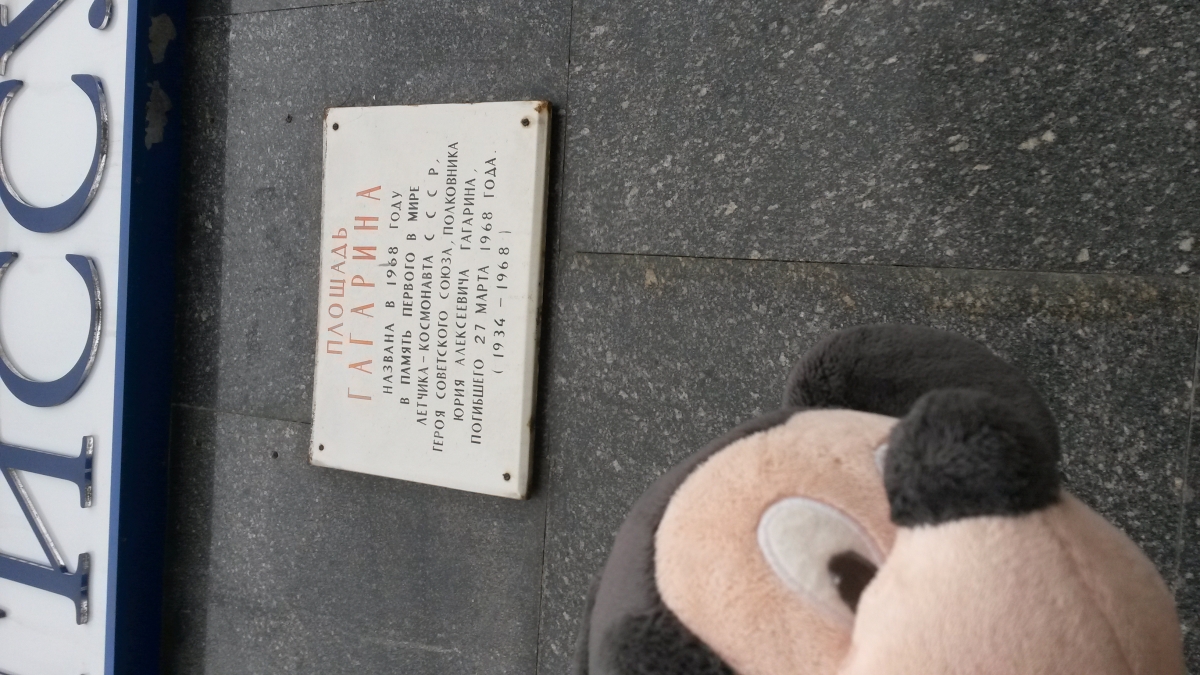 ИССК
ПЛОЩАДЬ
ГАГАРИНА
НАЗВАНА В 1968 ГОДУ
В ПАМЯТЬ ПЕРВОГО В МИРЕ
ЛЕТЧИКА-КОСМОНАВТА С С С Р,
ГЕРОЯ СОВЕТСКОГО СОЮЗА, ПОЛКОВНИКА
ЮРИЯ АЛЕКСЕЕВИЧА ГАГАРИНА,
ПОГИБШЕГО 27 МАРТА 1968 ГОДА.
(1934-1968)